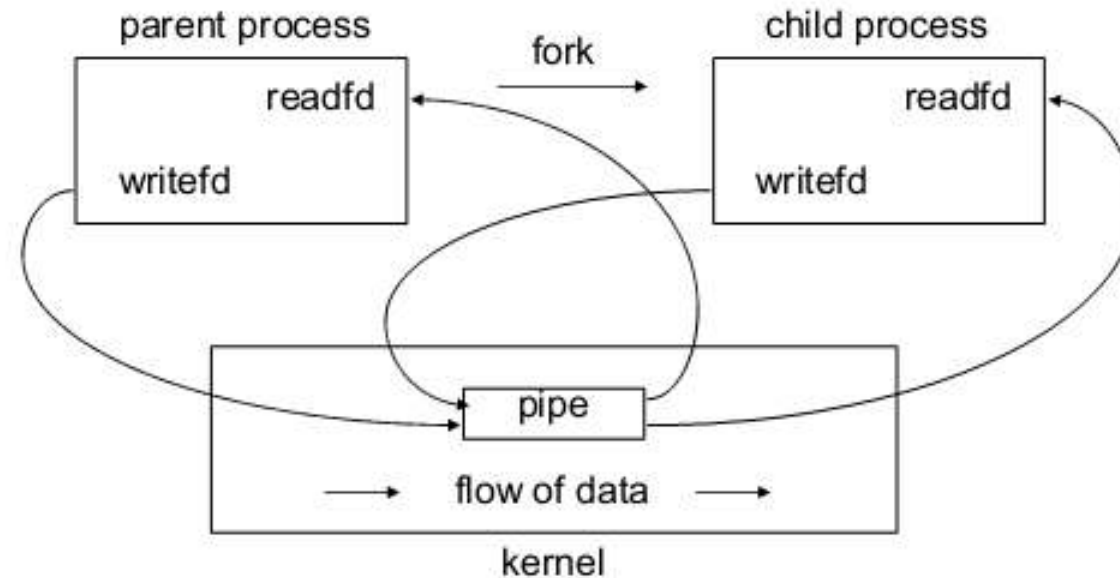 parent process
fork
child process
readfd
readfd
writefd
writefd
pipe
flow of data
kernel